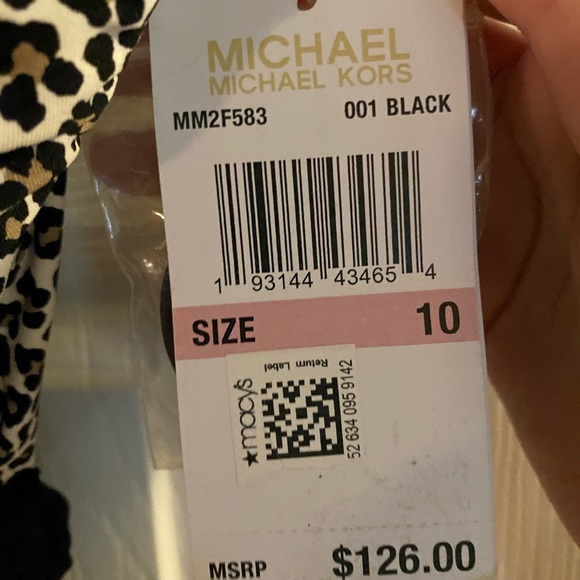 MICHAEL
MICHAEL KORS
MM2F583 001 BLACK
1 93144 43465 4
SIZE 10
Return Label
★macy's
52 634 095 9142
MSRP $126.00